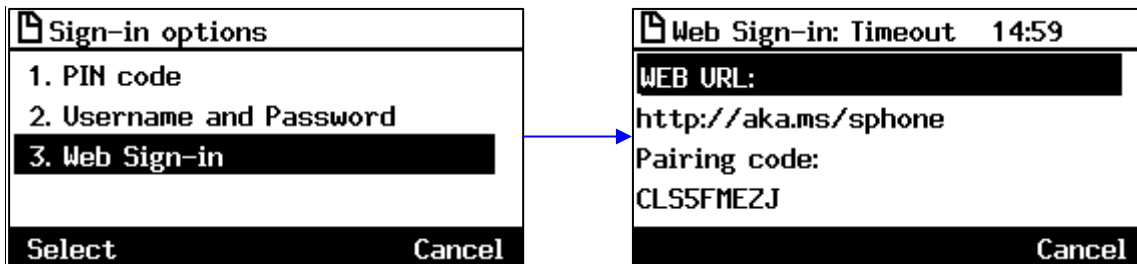 Sign-in options
1. PIN code
2. Username and Password
3. Web Sign-in
Select Cancel
Web Sign-in: Timeout 14:59
WEB URL:
http://aka.ms/sphone
Pairing code:
CLS5FMEZJ
Cancel